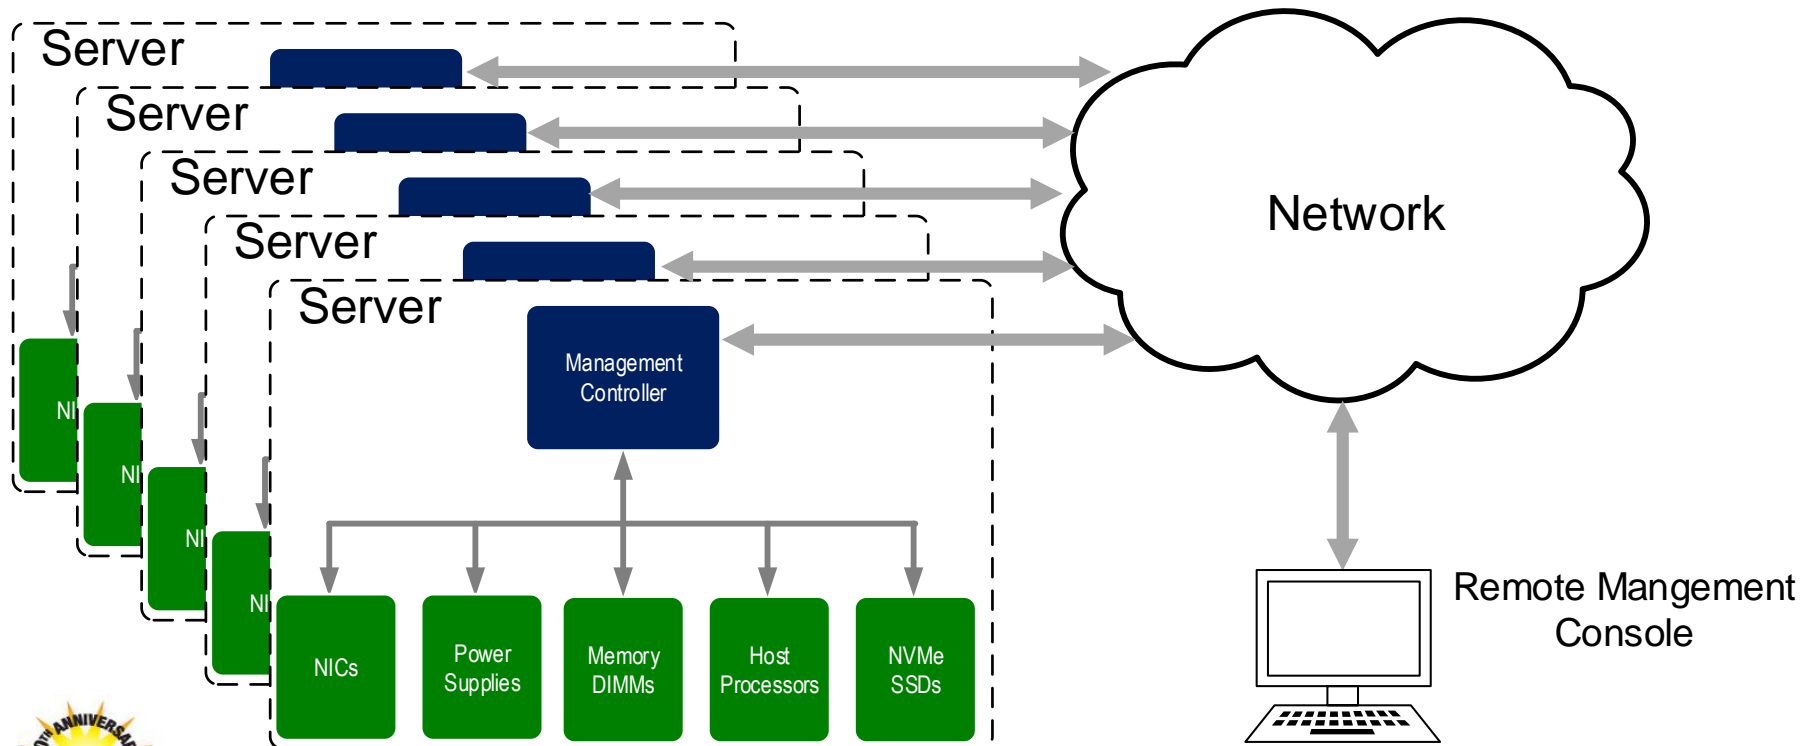 Server
Server
Server
Server
Server
Network
Management
Controller
NI
NI
NI
NI
NICs
Power
Supplies
Memory
DIMMs
Host
Processors
NVMe
SSDs
Remote Mangement
Console